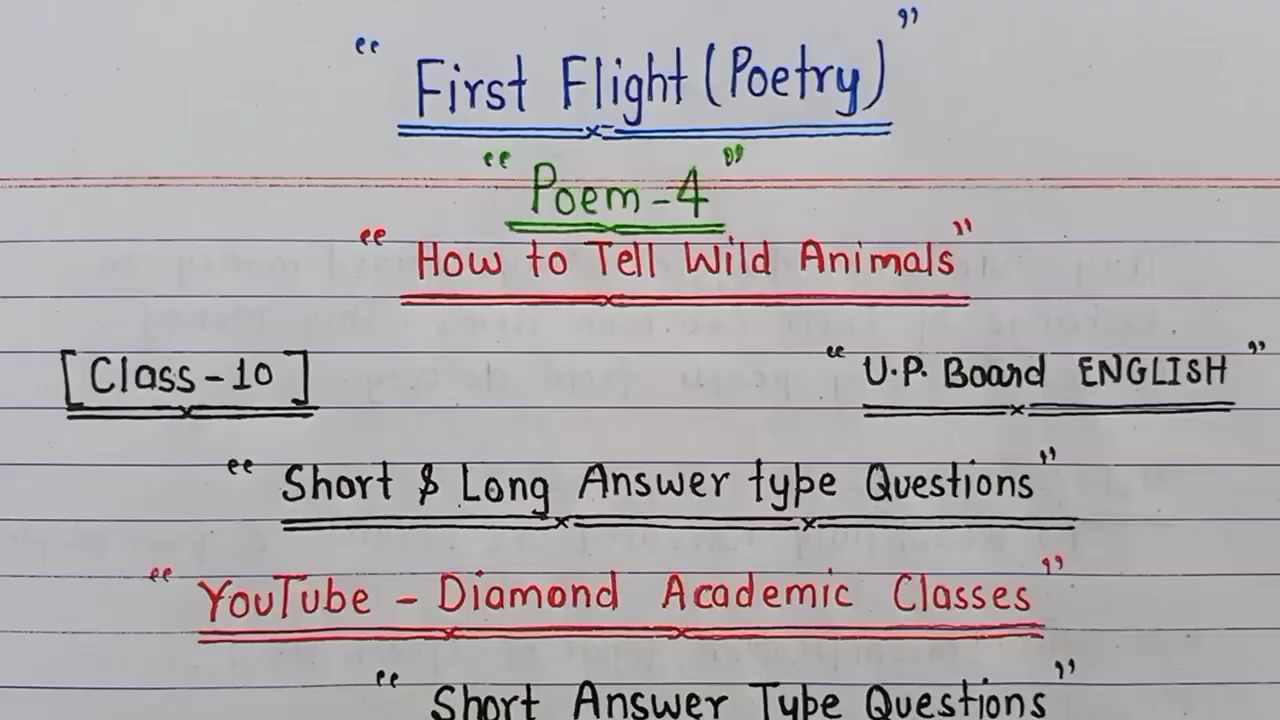 "First Flight (Poetry)"
"Poem - 4"
"How to Tell Wild Animals"
[Class - 10]
"U.P. Board ENGLISH"
"Short & Long Answer type Questions"
"YouTube - Diamond Academic Classes"
"Short Answer Type Questions"